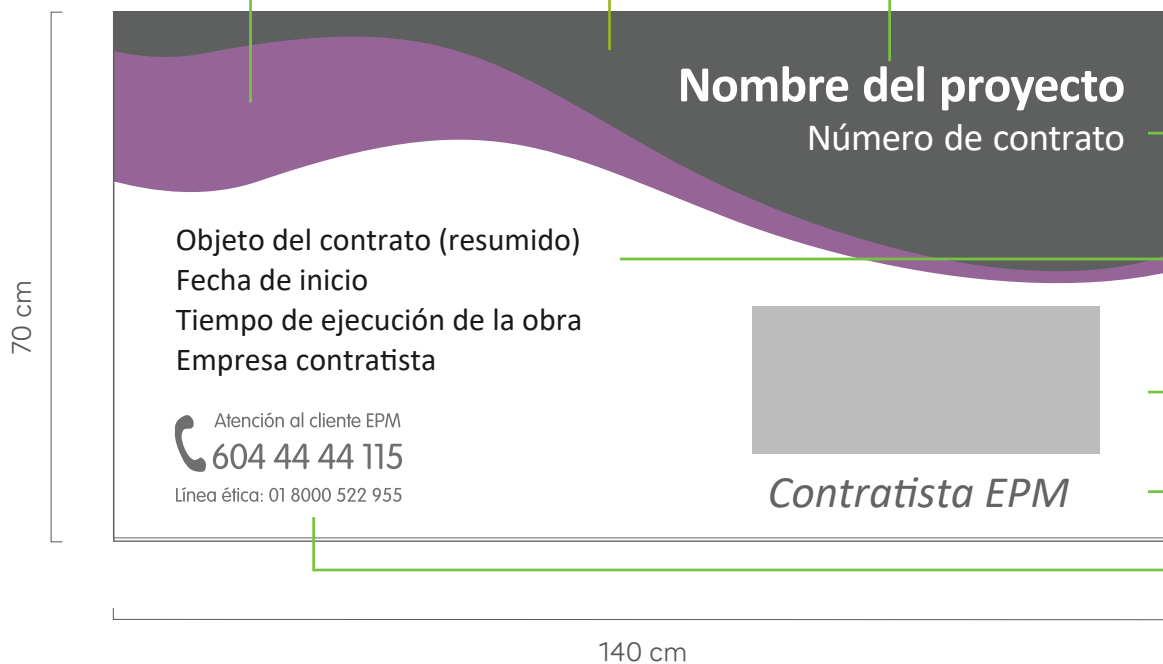 Nombre del proyecto
Número de contrato
Objeto del contrato (resumido)
Fecha de inicio
Tiempo de ejecución de la obra
Empresa contratista
Atención al cliente EPM
604 44 44 115
Línea ética: 01 8000 522 955
Contratista EPM
70 cm
140 cm